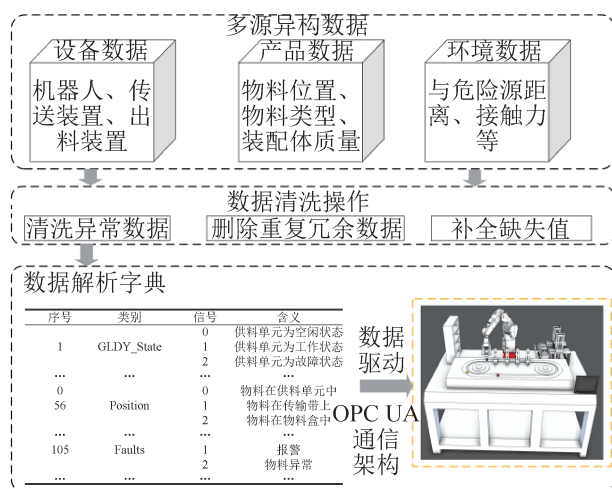 多源异构数据
设备数据
产品数据
环境数据
机器人、传
送装置、出
料装置
物料位置、
物料类型、
装配体质量
与危险源距
离、接触力
等
数据清洗操作
清洗异常数据
删除重复冗余数据
补全缺失值
数据解析字典
序号 类别 信号 含义
0 供料单元为空闲状态
1 GLDY_State 1 供料单元为工作状态
2 供料单元为故障状态
... ... ... ...
0 0 物料在供料单元中
56 Position 1 物料在传输带上
2 物料在物料盒中
... ... ... ...
105 Faults 1 报警
2 物料异常
... ... ... ...
数据
驱动
OPC UA
通信
架构